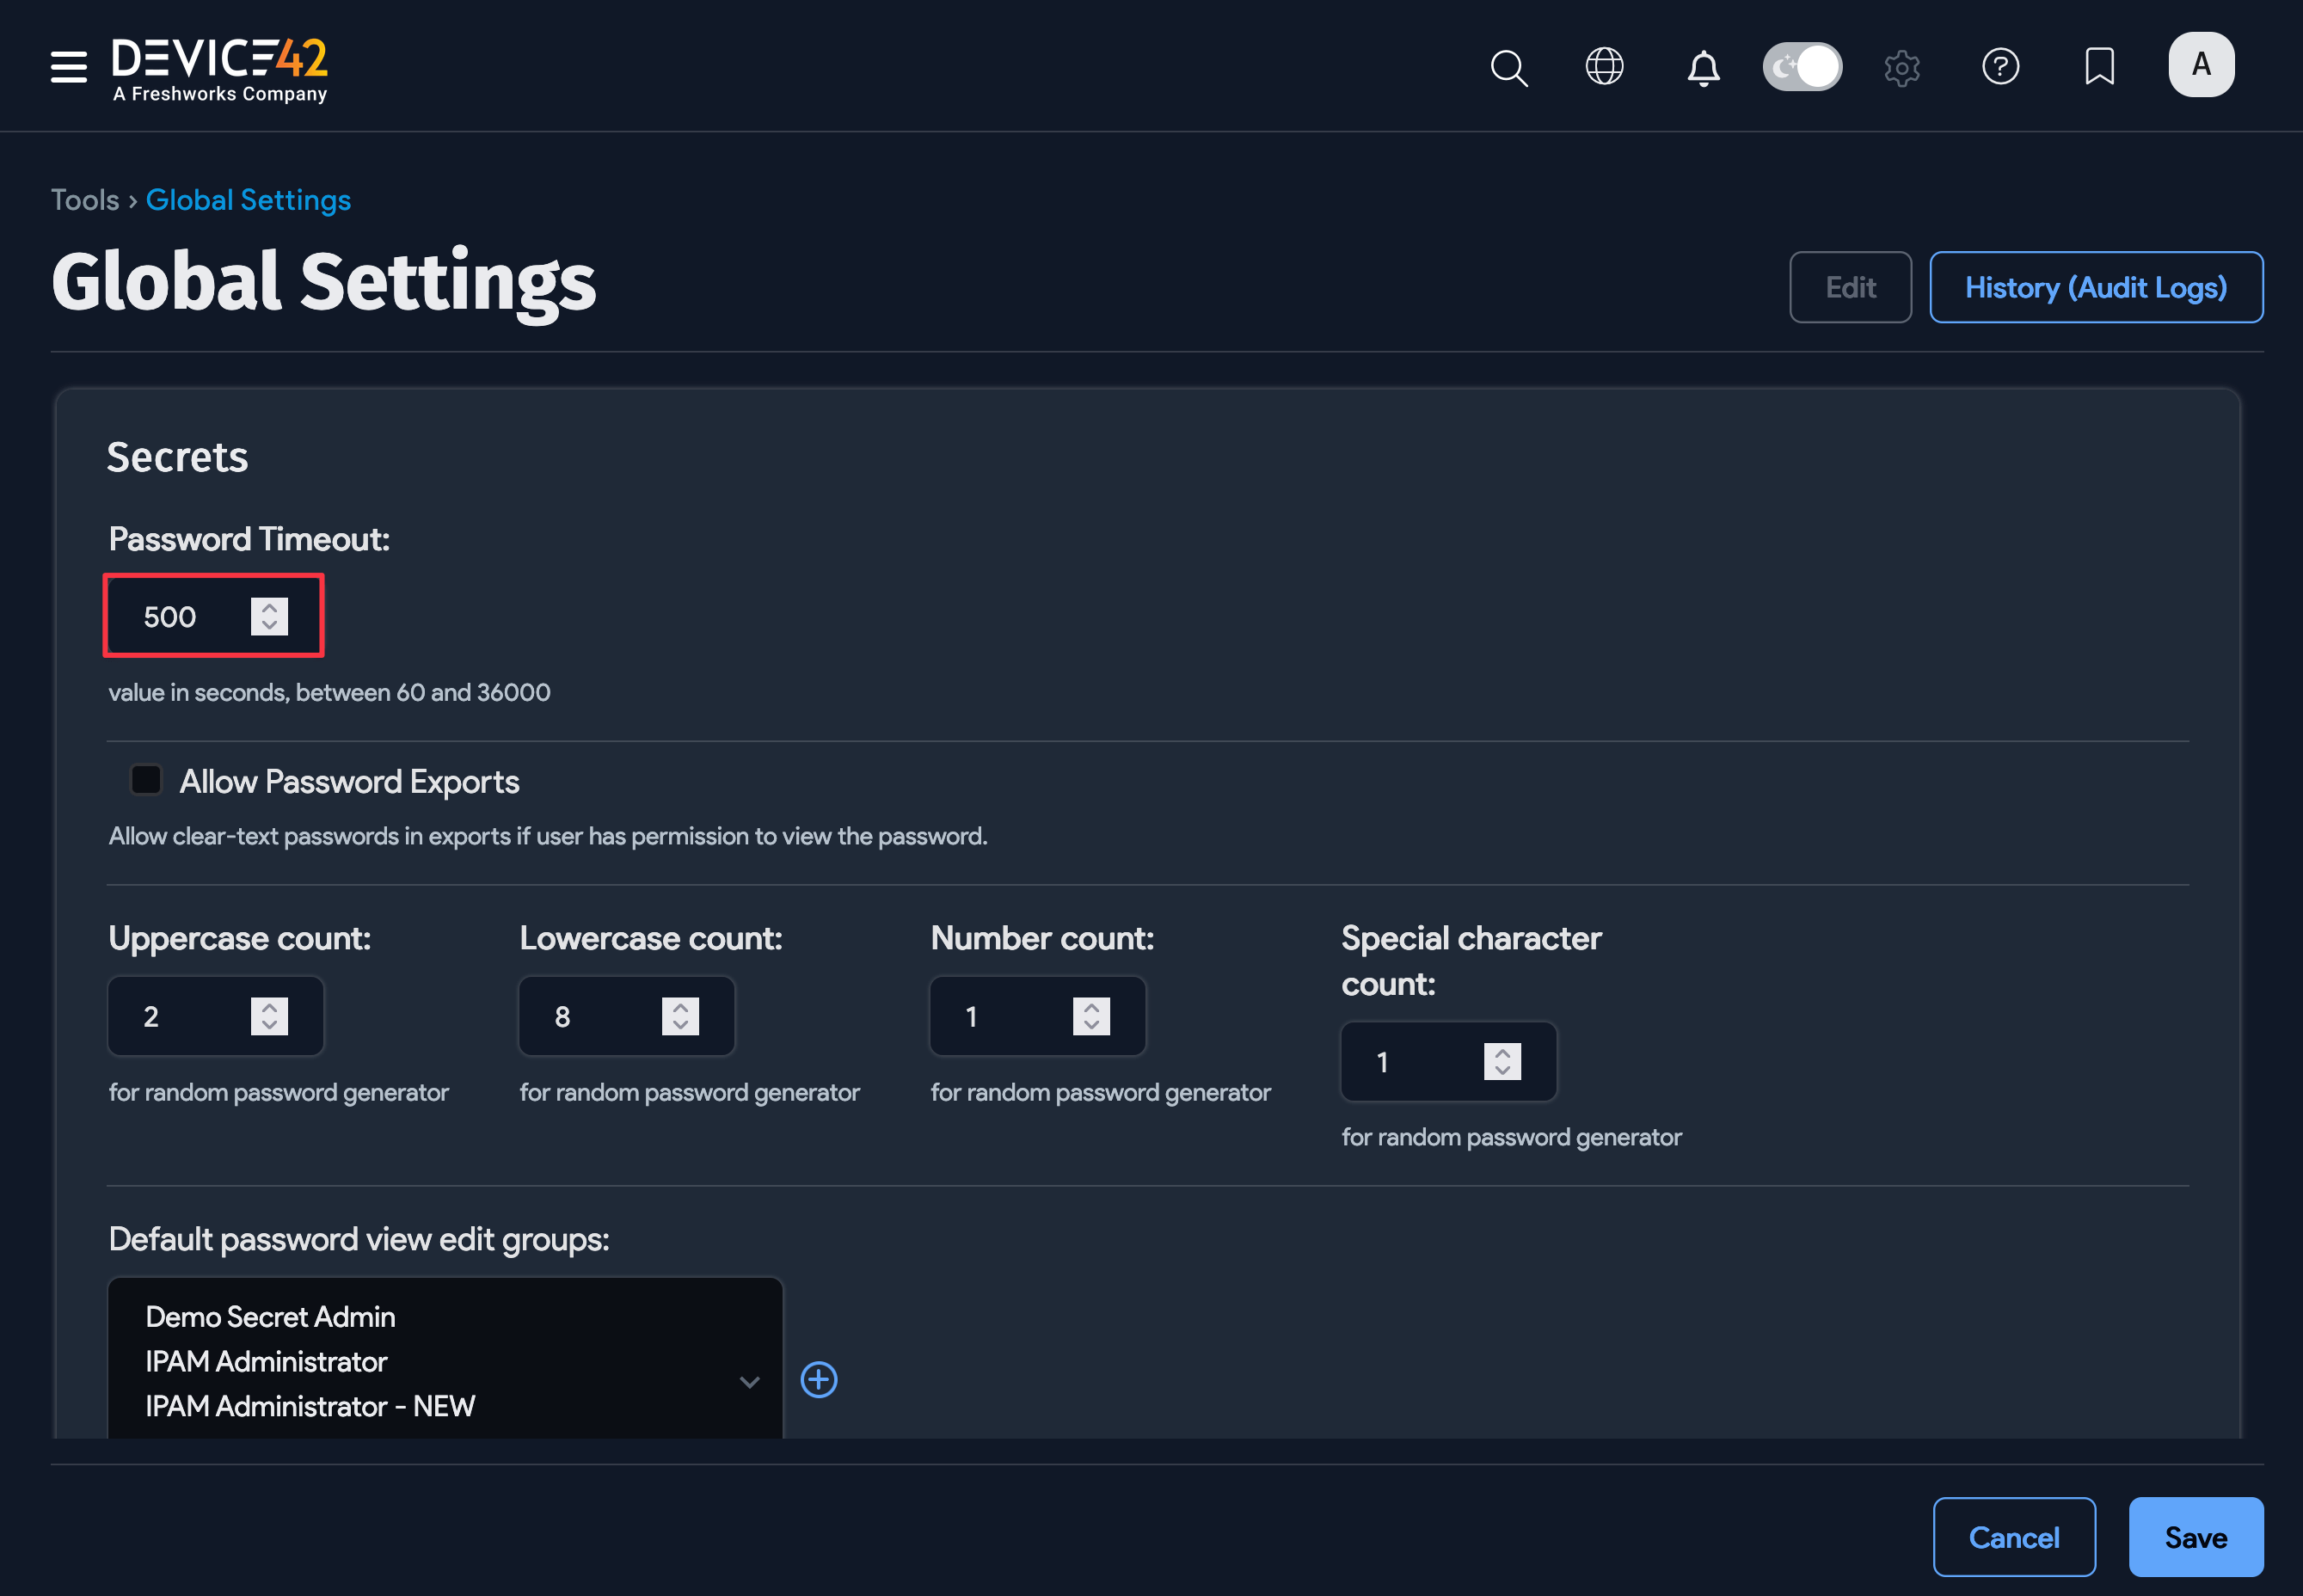 DEVICE42
A Freshworks Company
A
Tools › Global Settings
Global Settings
Edit
History (Audit Logs)
Secrets
Password Timeout:
500
value in seconds, between 60 and 36000
Allow Password Exports
Allow clear-text passwords in exports if user has permission to view the password.
Uppercase count:
2
for random password generator
Lowercase count:
8
for random password generator
Number count:
1
for random password generator
Special character
count:
1
for random password generator
Default password view edit groups:
Demo Secret Admin
IPAM Administrator
IPAM Administrator - NEW
Cancel
Save